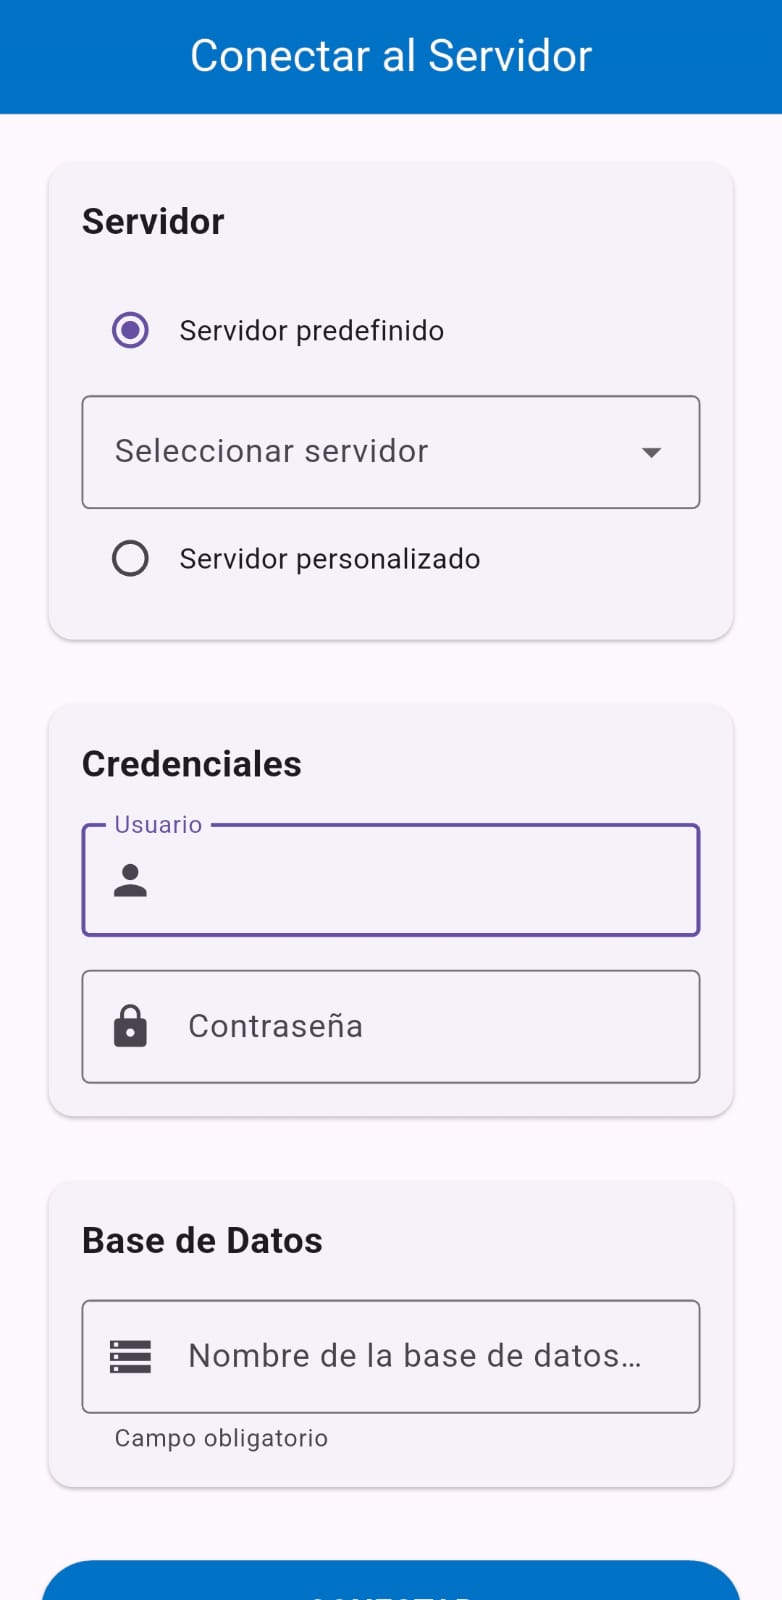 Conectar al Servidor
Servidor
Servidor predefinido
Seleccionar servidor
Servidor personalizado
Credenciales
Usuario
Contraseña
Base de Datos
Nombre de la base de datos…
Campo obligatorio